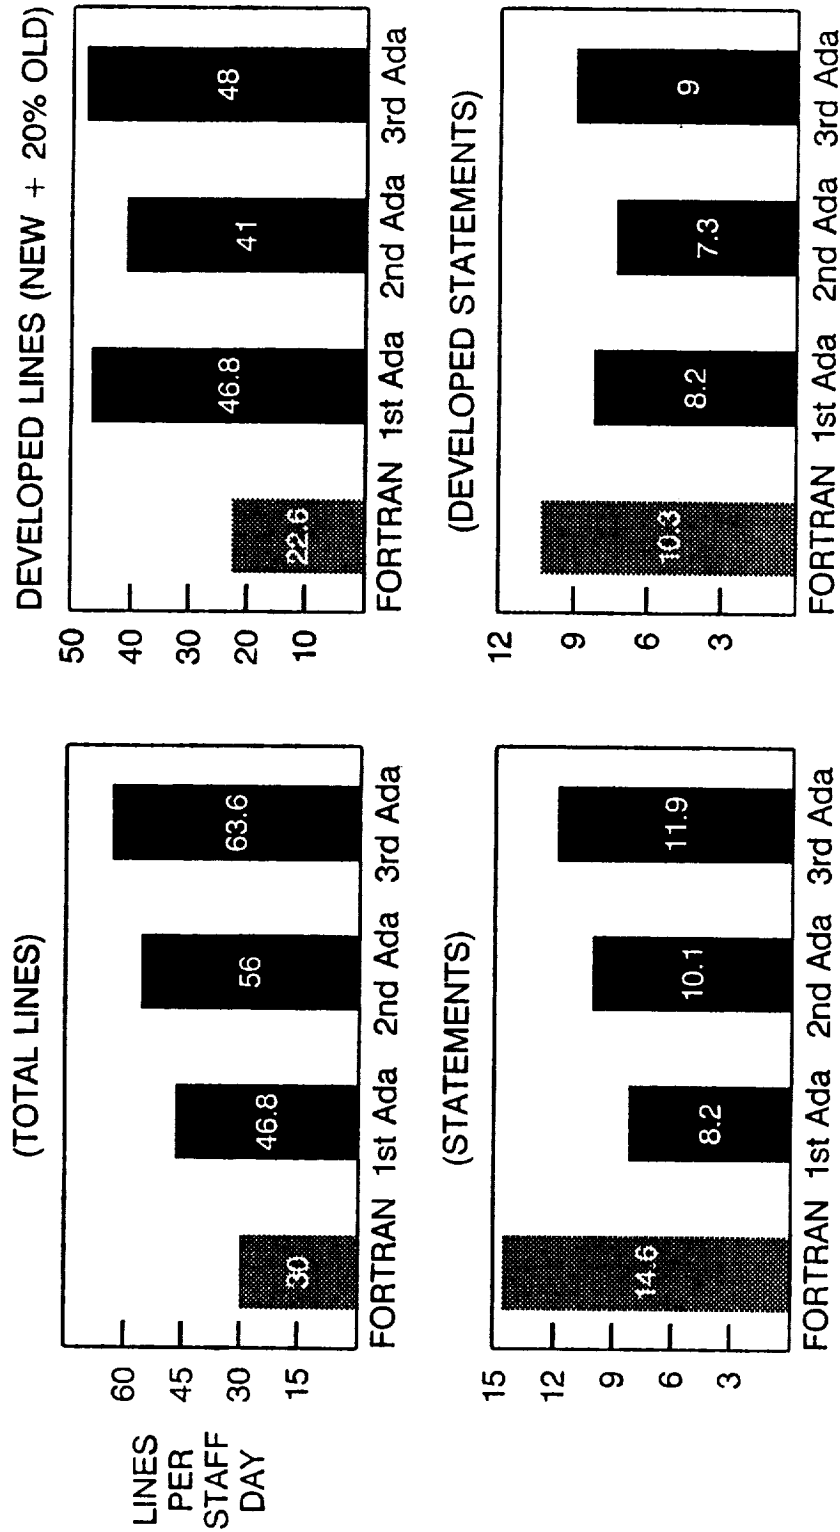 (TOTAL LINES)
LINES
PER
STAFF
DAY
60
45
30
15
30
46.8
56
63.6
FORTRAN 1st Ada 2nd Ada 3rd Ada
DEVELOPED LINES (NEW + 20% OLD)
50
40
30
20
10
22.6
46.8
41
48
FORTRAN 1st Ada 2nd Ada 3rd Ada
(STATEMENTS)
15
12
9
6
3
14.6
8.2
10.1
11.9
FORTRAN 1st Ada 2nd Ada 3rd Ada
(DEVELOPED STATEMENTS)
12
9
6
3
10.3
8.2
7.3
9
FORTRAN 1st Ada 2nd Ada 3rd Ada